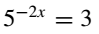 $5^{-2x} = 3$